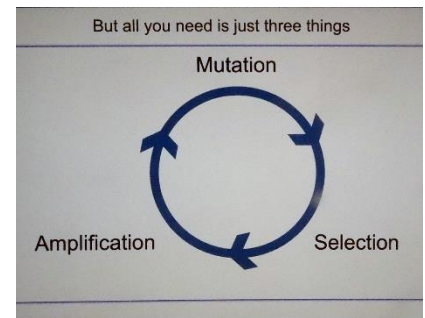 But all you need is just three things
Mutation
Amplification
Selection